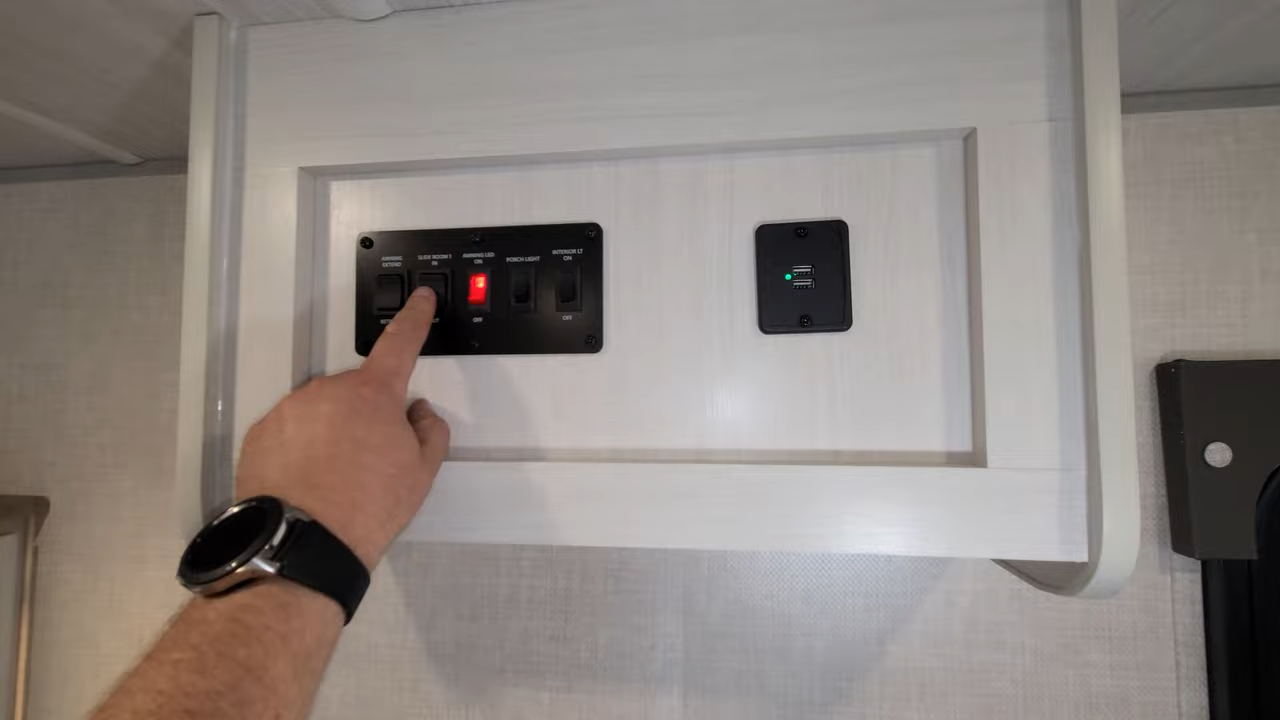 AWNING
EXTEND
SLIDE ROOM 1
IN
AWNING LED
ON
PORCH LIGHT
INTERIOR LT
ON
OFF
OFF